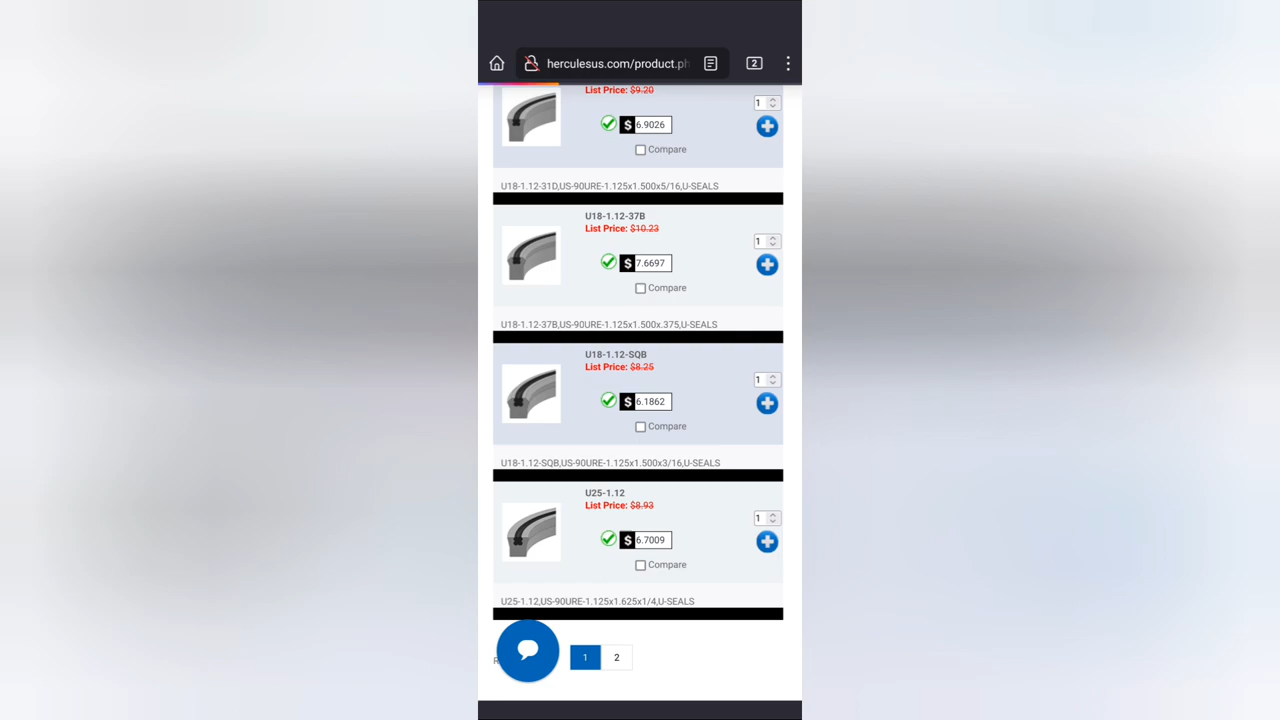 herculesus.com/product.ph
2
List Price: $9.20
1
$ 6.9026
Compare
U18-1.12-31D,US-90URE-1.125x1.500x5/16,U-SEALS
U18-1.12-37B
List Price: $10.23
1
$ 7.6697
Compare
U18-1.12-37B,US-90URE-1.125x1.500x.375,U-SEALS
U18-1.12-SQB
List Price: $8.25
1
$ 6.1862
Compare
U18-1.12-SQB,US-90URE-1.125x1.500x3/16,U-SEALS
U25-1.12
List Price: $8.93
1
$ 6.7009
Compare
U25-1.12,US-90URE-1.125x1.625x1/4,U-SEALS
1 2